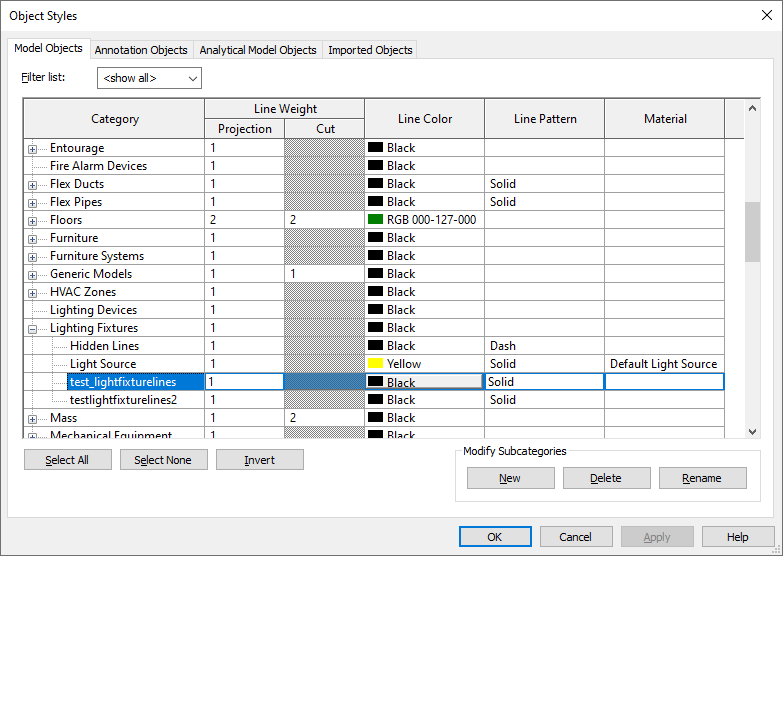 Object Styles
Model Objects Annotation Objects Analytical Model Objects Imported Objects
Filter list: <show all>
Category Line Weight Line Color Line Pattern Material
Projection Cut
Entourage 1 Black
Fire Alarm Devices 1 Black
Flex Ducts 1 Black Solid
Flex Pipes 1 Black Solid
Floors 2 2 RGB 000-127-000
Furniture 1 Black
Furniture Systems 1 Black
Generic Models 1 1 Black
HVAC Zones 1 Black
Lighting Devices 1 Black
Lighting Fixtures 1 Black
Hidden Lines 1 Black Dash
Light Source 1 Yellow Solid Default Light Source
test_lightfixturelines 1 Black Solid
testlightfixturelines2 1 Black Solid
Mass 1 2 Black
Mechanical Equipment 1 Black
Select All Select None Invert
Modify Subcategories
New Delete Rename
OK Cancel Apply Help